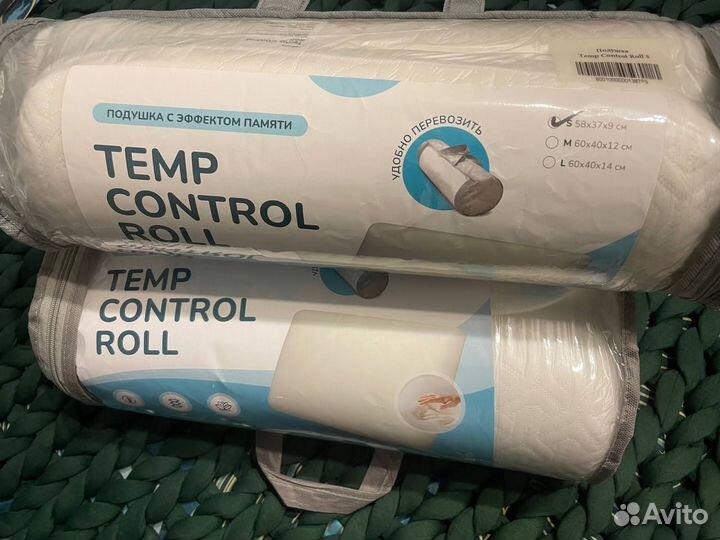 Подушка
Temp Control Roll S
ПОДУШКА С ЭФФЕКТОМ ПАМЯТИ
TEMP
CONTROL
ROLL
УДОБНО ПЕРЕВОЗИТЬ
S 58x37x9 см
M 60x40x12 см
L 60x40x14 см
TEMP
CONTROL
ROLL
Avito